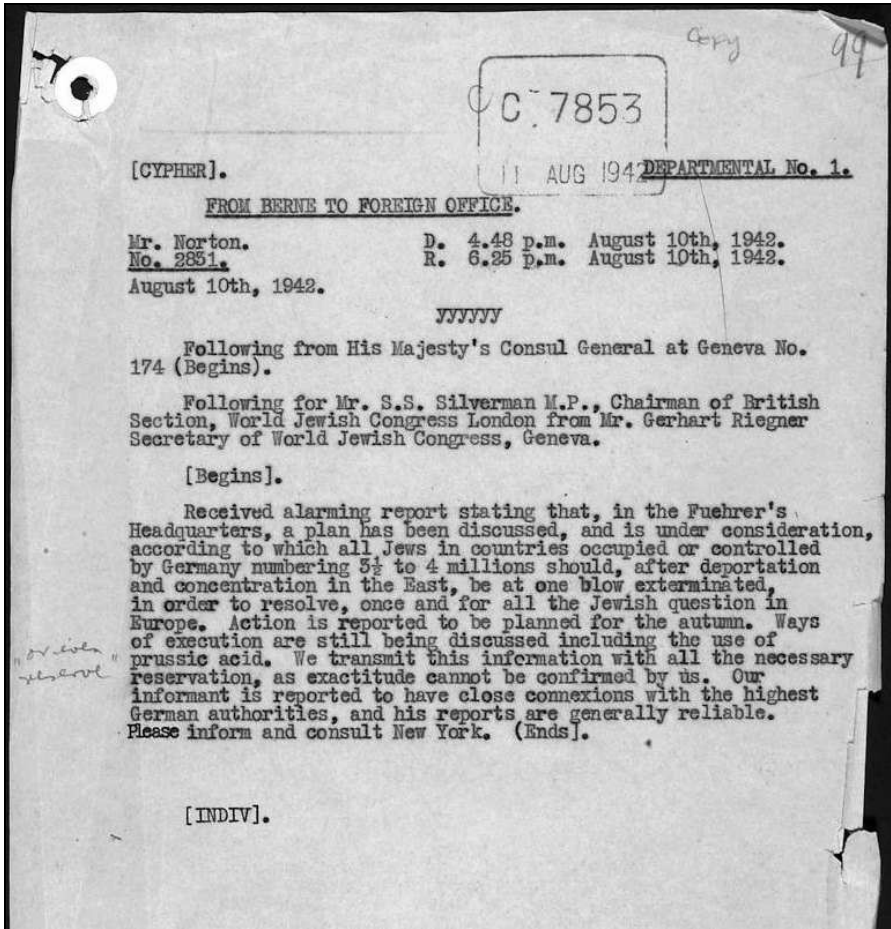 Copy
99
C 7853
11 AUG 1942
[CYPHER].
DEPARTMENTAL No. 1.
FROM BERNE TO FOREIGN OFFICE.
Mr. Norton. D. 4.48 p.m. August 10th, 1942.
No. 2851. R. 6.25 p.m. August 10th, 1942.
August 10th, 1942.
yyyyyy
Following from His Majesty's Consul General at Geneva No.
174 (Begins).
Following for Mr. S.S. Silverman M.P., Chairman of British
Section, World Jewish Congress London from Mr. Gerhart Riegner
Secretary of World Jewish Congress, Geneva.
[Begins].
Received alarming report stating that, in the Fuehrer's
Headquarters, a plan has been discussed, and is under consideration,
according to which all Jews in countries occupied or controlled
by Germany numbering 3½ to 4 millions should, after deportation
and concentration in the East, be at one blow exterminated,
in order to resolve, once and for all the Jewish question in
Europe. Action is reported to be planned for the autumn. Ways
of execution are still being discussed including the use of
prussic acid. We transmit this information with all the necessary
reservation, as exactitude cannot be confirmed by us. Our
informant is reported to have close connexions with the highest
German authorities, and his reports are generally reliable.
Please inform and consult New York. (Ends].
reserve
[INDIV].